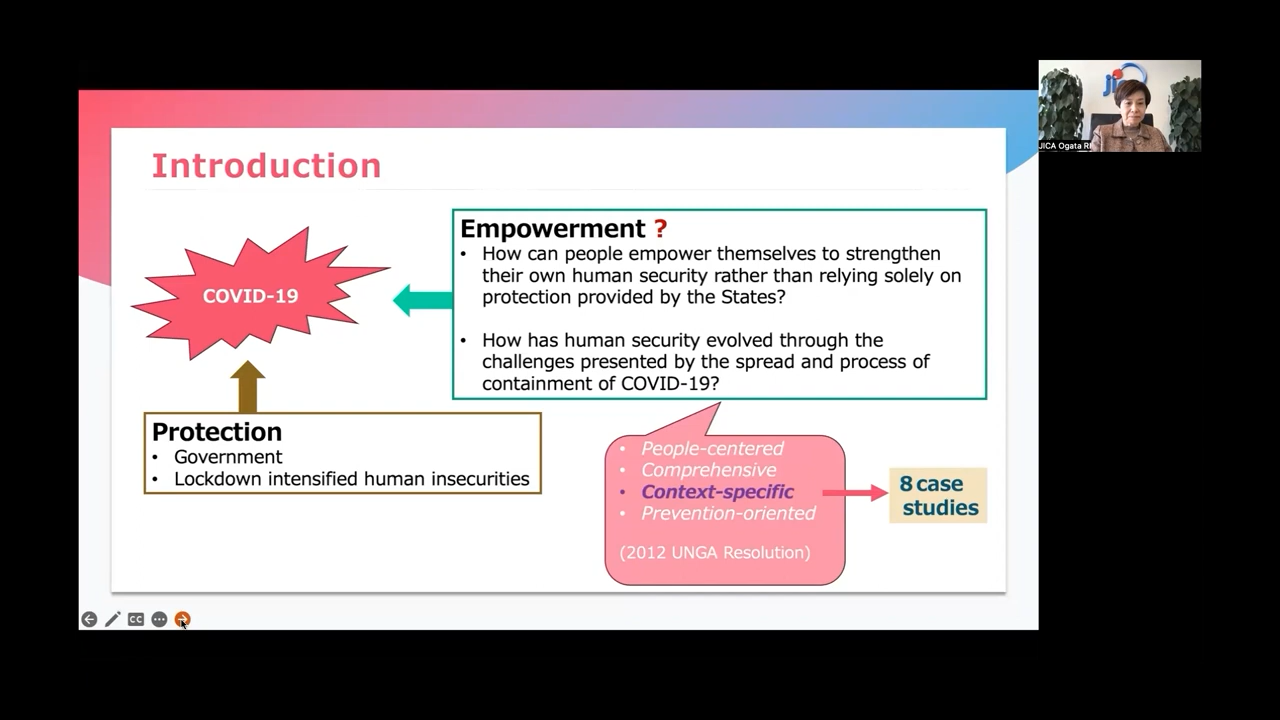 Introduction
COVID-19
Empowerment ?
• How can people empower themselves to strengthen
their own human security rather than relying solely on
protection provided by the States?
• How has human security evolved through the
challenges presented by the spread and process of
containment of COVID-19?
Protection
• Government
• Lockdown intensified human insecurities
• People-centered
• Comprehensive
• Context-specific
• Prevention-oriented
(2012 UNGA Resolution)
8 case
studies
CC
JICA Ogata